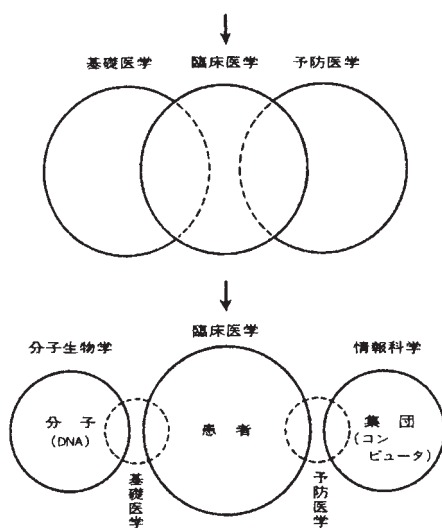 基礎医学 臨床医学 予防医学
臨床医学
分子生物学 情報科学
分子 患者 集団
(DNA) (コン
ピュータ)
基礎医学 予防医学